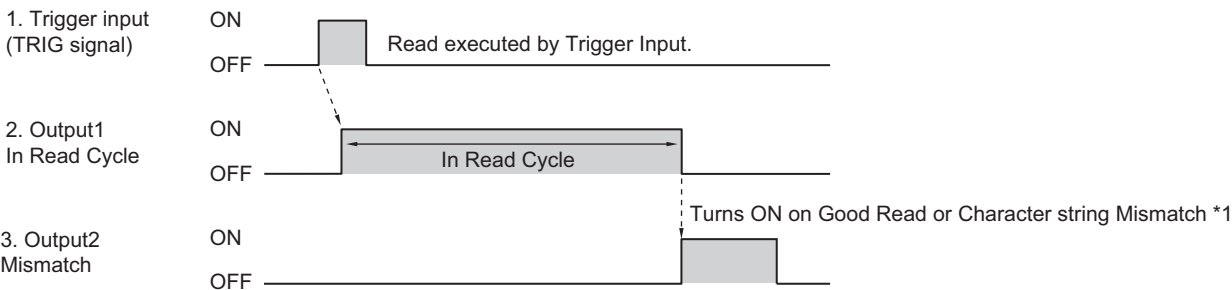 1. Trigger input
(TRIG signal)
ON
OFF
Read executed by Trigger Input.
2. Output1
In Read Cycle
ON
OFF
In Read Cycle
Turns ON on Good Read or Character string Mismatch *1
3. Output2
Mismatch
ON
OFF